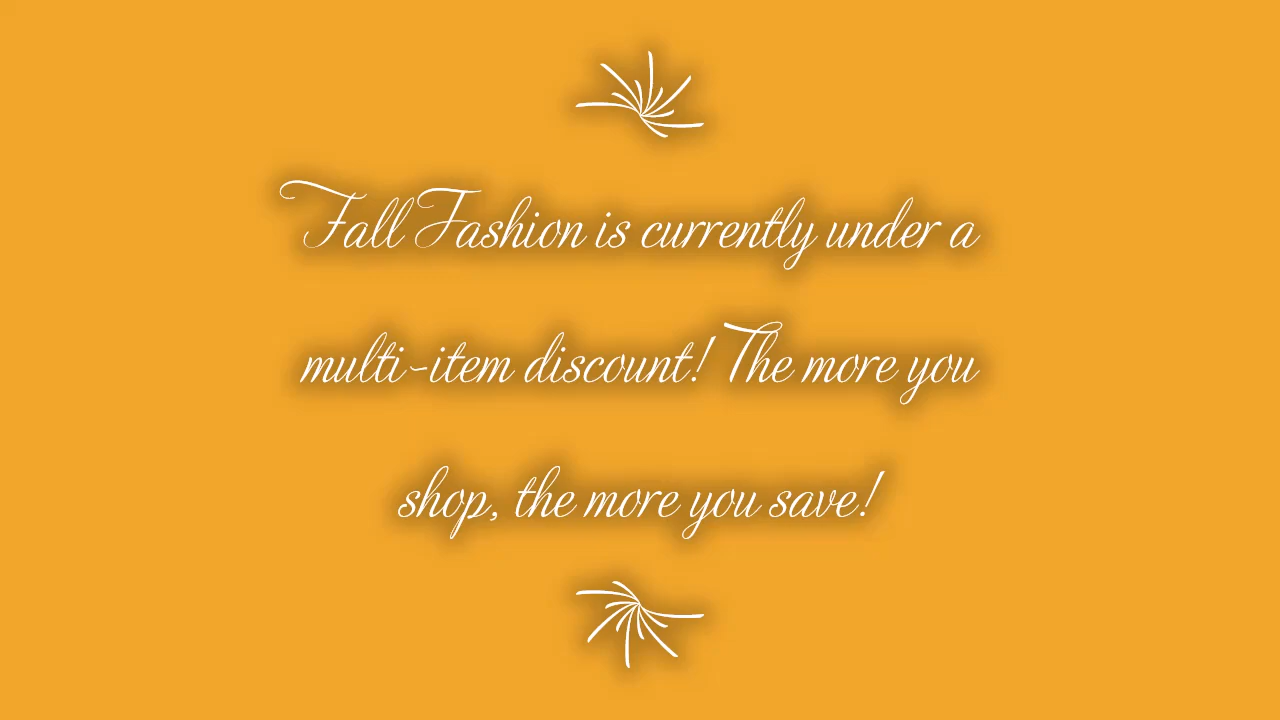 Fall Fashion is currently under a
multi-item discount! The more you
shop, the more you save!